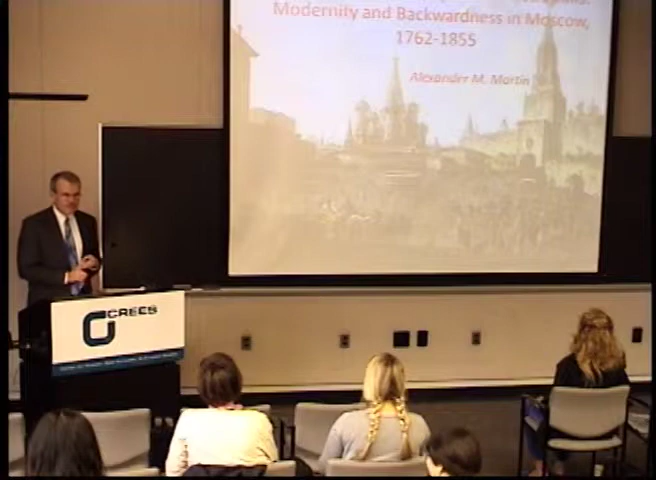 Modernity and Backwardness in Moscow,
1762-1855
Alexander M. Martin
CREES